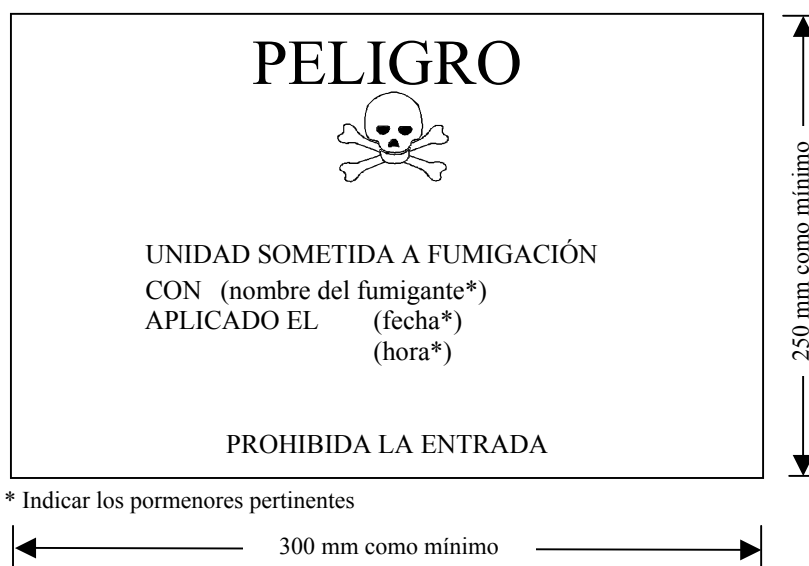 PELIGRO
UNIDAD SOMETIDA A FUMIGACIÓN
CON (nombre del fumigante*)
APLICADO EL (fecha*)
(hora*)
PROHIBIDA LA ENTRADA
250 mm como mínimo
* Indicar los pormenores pertinentes
300 mm como mínimo